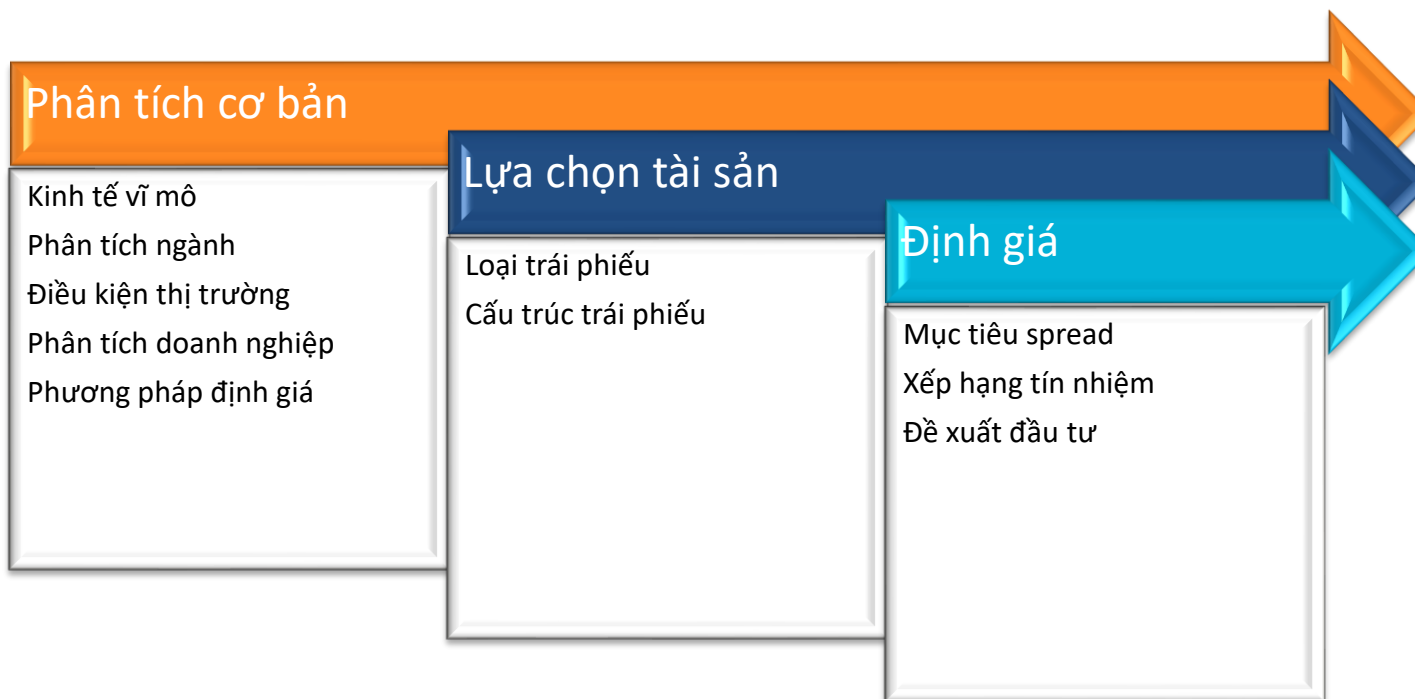 Phân tích cơ bản
Kinh tế vĩ mô
Phân tích ngành
Điều kiện thị trường
Phân tích doanh nghiệp
Phương pháp định giá
Lựa chọn tài sản
Loại trái phiếu
Cấu trúc trái phiếu
Định giá
Mục tiêu spread
Xếp hạng tín nhiệm
Đề xuất đầu tư